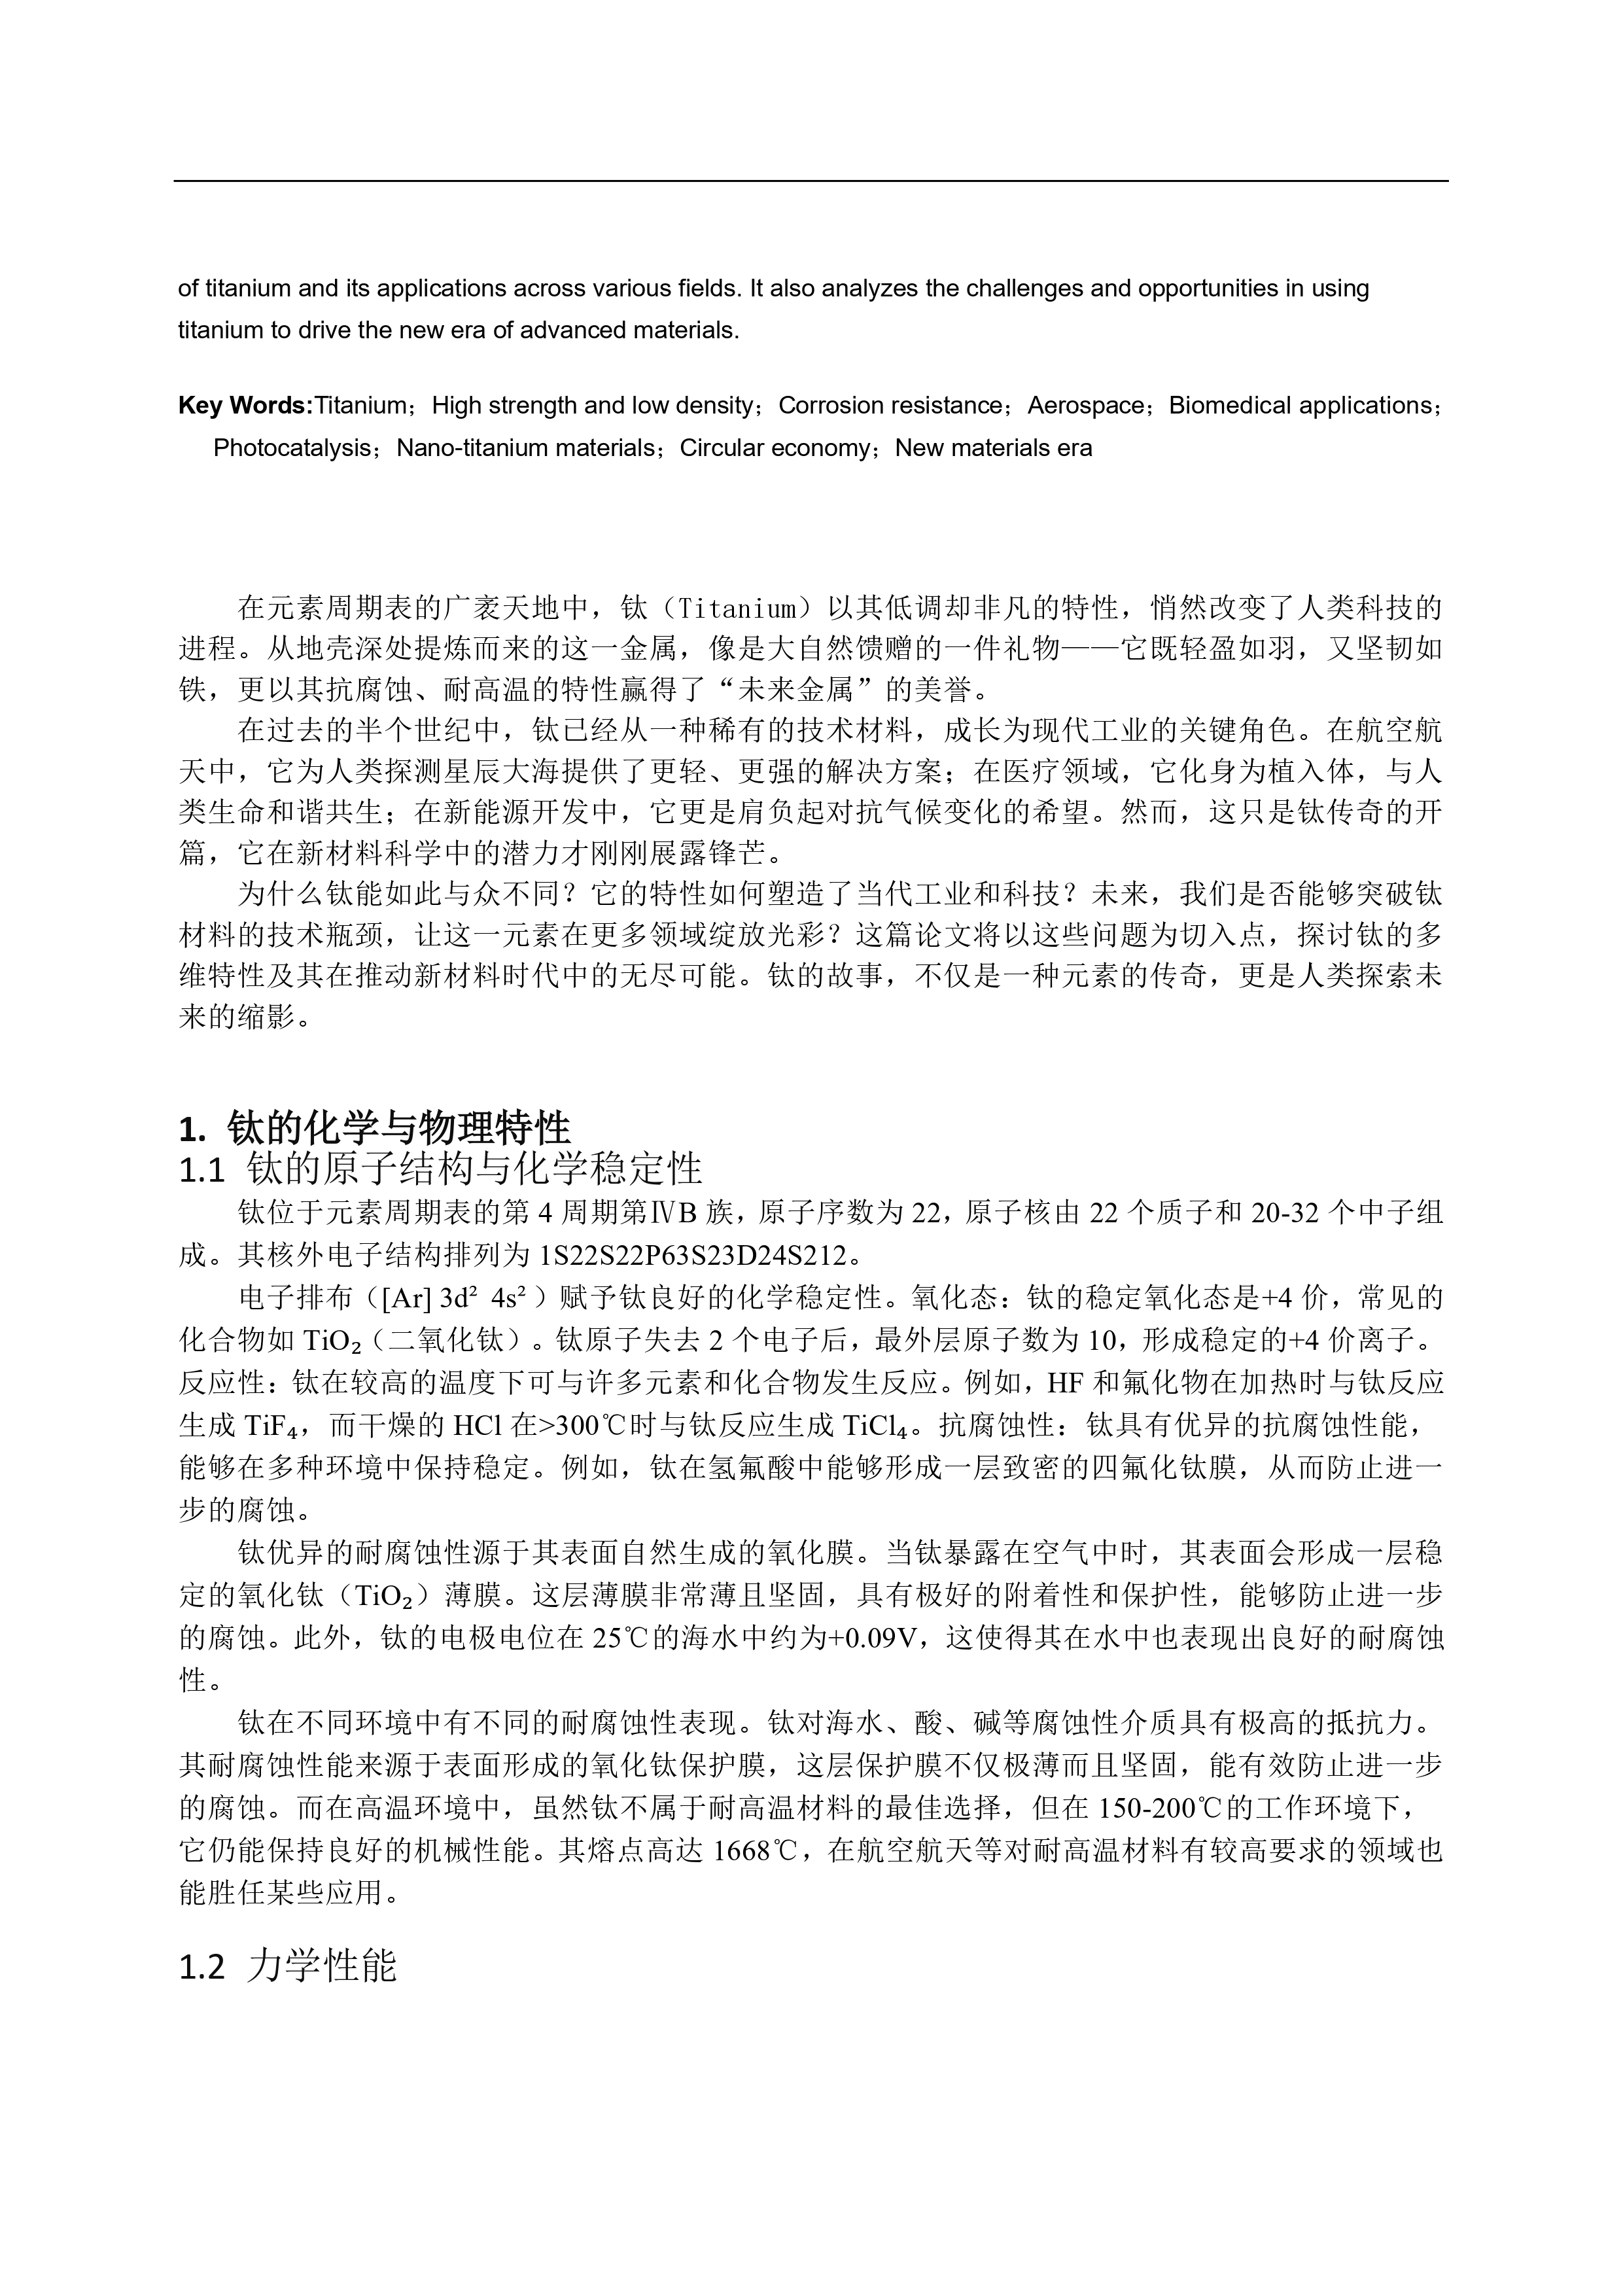 of titanium and its applications across various fields. It also analyzes the challenges and opportunities in using
titanium to drive the new era of advanced materials.
Key Words:Titanium；High strength and low density；Corrosion resistance；Aerospace；Biomedical applications；
Photocatalysis；Nano-titanium materials；Circular economy；New materials era
在元素周期表的广袤天地中，钛（Titanium）以其低调却非凡的特性，悄然改变了人类科技的
进程。从地壳深处提炼而来的这一金属，像是大自然馈赠的一件礼物——它既轻盈如羽，又坚韧如
铁，更以其抗腐蚀、耐高温的特性赢得了“未来金属”的美誉。
在过去的半个世纪中，钛已经从一种稀有的技术材料，成长为现代工业的关键角色。在航空航
天中，它为人类探测星辰大海提供了更轻、更强的解决方案；在医疗领域，它化身为植入体，与人
类生命和谐共生；在新能源开发中，它更是肩负起对抗气候变化的希望。然而，这只是钛传奇的开
篇，它在新材料科学中的潜力才刚刚展露锋芒。
为什么钛能如此与众不同？它的特性如何塑造了当代工业和科技？未来，我们是否能够突破钛
材料的技术瓶颈，让这一元素在更多领域绽放光彩？这篇论文将以这些问题为切入点，探讨钛的多
维特性及其在推动新材料时代中的无尽可能。钛的故事，不仅是一种元素的传奇，更是人类探索未
来的缩影。
1. 钛的化学与物理特性
1.1 钛的原子结构与化学稳定性
钛位于元素周期表的第 4 周期第ⅣB 族，原子序数为 22，原子核由 22 个质子和 20-32 个中子组
成。其核外电子结构排列为 1S22S22P63S23D24S212。
电子排布（[Ar] 3d² 4s²）赋予钛良好的化学稳定性。氧化态：钛的稳定氧化态是+4 价，常见的
化合物如 TiO₂（二氧化钛）。钛原子失去 2 个电子后，最外层原子数为 10，形成稳定的+4 价离子。
反应性：钛在较高的温度下可与许多元素和化合物发生反应。例如，HF 和氟化物在加热时与钛反应
生成 TiF₄，而干燥的 HCl 在>300℃时与钛反应生成 TiCl₄。抗腐蚀性：钛具有优异的抗腐蚀性能，
能够在多种环境中保持稳定。例如，钛在氢氟酸中能够形成一层致密的四氟化钛膜，从而防止进一
步的腐蚀。
钛优异的耐腐蚀性源于其表面自然生成的氧化膜。当钛暴露在空气中时，其表面会形成一层稳
定的氧化钛（TiO₂）薄膜。这层薄膜非常薄且坚固，具有极好的附着性和保护性，能够防止进一步
的腐蚀。此外，钛的电极电位在 25℃的海水中约为+0.09V，这使得其在水中也表现出良好的耐腐蚀
性。
钛在不同环境中有不同的耐腐蚀性表现。钛对海水、酸、碱等腐蚀性介质具有极高的抵抗力。
其耐腐蚀性能来源于表面形成的氧化钛保护膜，这层保护膜不仅极薄而且坚固，能有效防止进一步
的腐蚀。而在高温环境中，虽然钛不属于耐高温材料的最佳选择，但在 150-200℃的工作环境下，
它仍能保持良好的机械性能。其熔点高达 1668℃，在航空航天等对耐高温材料有较高要求的领域也
能胜任某些应用。
1.2 力学性能